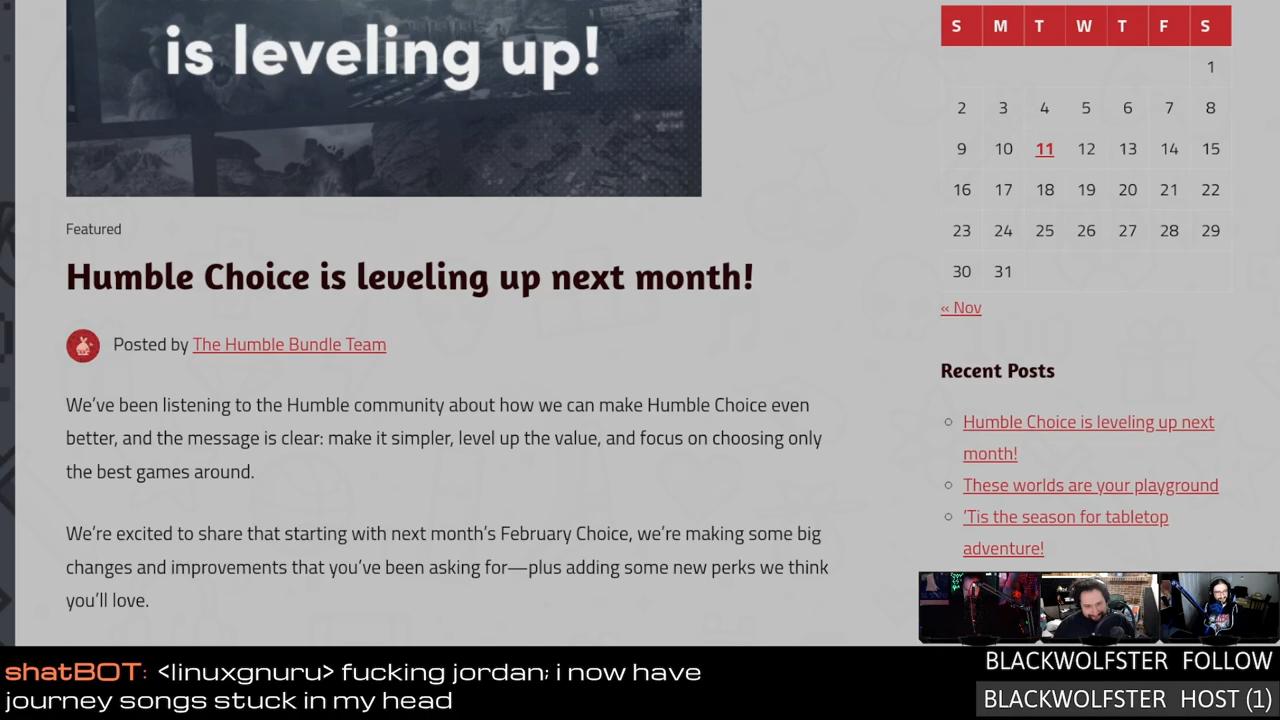 is leveling up!
Featured
Humble Choice is leveling up next month!
Posted by The Humble Bundle Team
We've been listening to the Humble community about how we can make Humble Choice even
better, and the message is clear: make it simpler, level up the value, and focus on choosing only
the best games around.
We're excited to share that starting with next month's February Choice, we're making some big
changes and improvements that you've been asking for—plus adding some new perks we think
you'll love.
S M T W T F S
1
2 3 4 5 6 7 8
9 10 11 12 13 14 15
16 17 18 19 20 21 22
23 24 25 26 27 28 29
30 31
« Nov
Recent Posts
Humble Choice is leveling up next
month!
These worlds are your playground
'Tis the season for tabletop
adventure!
shatBOT: <linuxgnuru> fucking jordan; i now have
journey songs stuck in my head
BLACKWOLFSTER FOLLOW
BLACKWOLFSTER HOST (1)